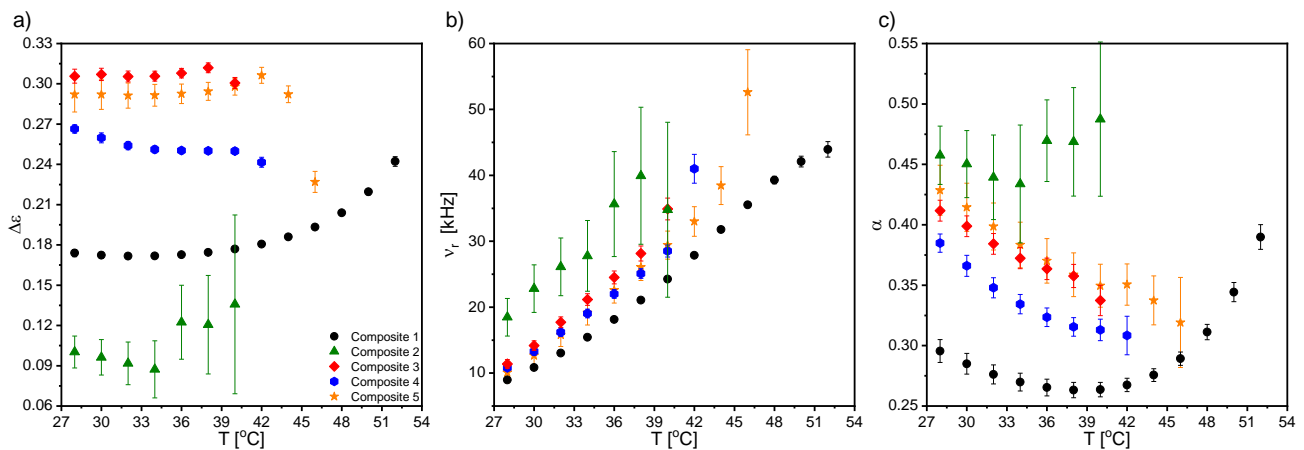 a)
0.33
0.30
0.27
0.24
0.21
0.18
0.15
0.12
0.09
0.06
Δε
27 30 33 36 39 42 45 48 51 54
T [°C]
Composite 1
Composite 2
Composite 3
Composite 4
Composite 5
b)
60
50
40
30
20
10
νr [kHz]
27 30 33 36 39 42 45 48 51 54
T [°C]
c)
0.55
0.50
0.45
0.40
0.35
0.30
0.25
α
27 30 33 36 39 42 45 48 51 54
T [°C]